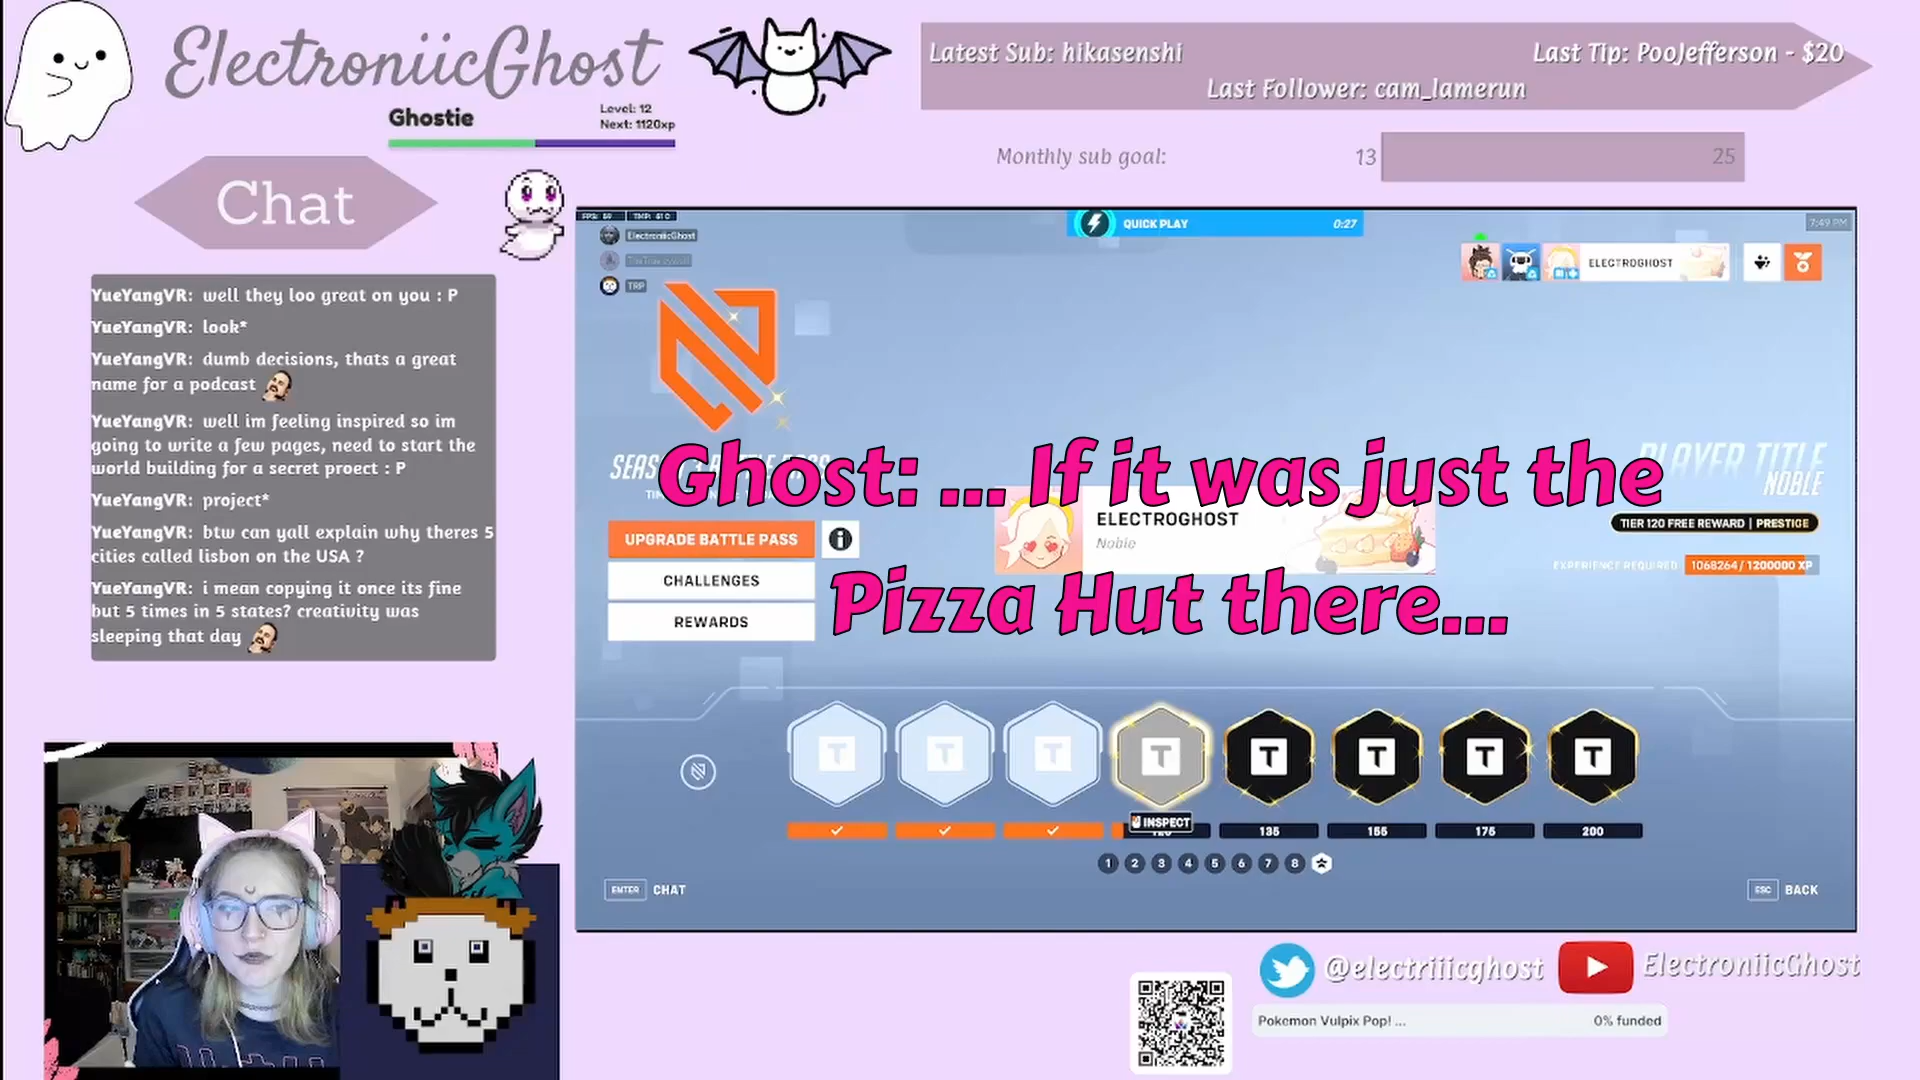 ElectroniicGhost
Ghostie
Level: 12
Next: 1120xp
Latest Sub: hikasenshi
Last Tip: PooJefferson - $20
Last Follower: cam_lamerun
Monthly sub goal:
13
25
Chat
YueYangVR: well they loo great on you : P
YueYangVR: look*
YueYangVR: dumb decisions, thats a great
name for a podcast
YueYangVR: well im feeling inspired so im
going to write a few pages, need to start the
world building for a secret proect : P
YueYangVR: project*
YueYangVR: btw can yall explain why theres 5
cities called lisbon on the USA ?
YueYangVR: i mean copying it once its fine
but 5 times in 5 states? creativity was
sleeping that day
ElectroniicGhost
TRP
QUICK PLAY
0:27
7:49 PM
ELECTROGHOST
Ghost: ... If it was just the
Pizza Hut there...
PLAYER TITLE
NOBLE
TIER 120 FREE REWARD | PRESTIGE
EXPERIENCE REQUIRED 1068264 / 1200000 XP
ELECTROGHOST
Noble
UPGRADE BATTLE PASS
CHALLENGES
REWARDS
T T T T T T T T
INSPECT
135 155 175 200
1 2 3 4 5 6 7 8
ENTER CHAT
ESC BACK
@electriiicghost
ElectroniicGhost
Pokemon Vulpix Pop! ...
0% funded